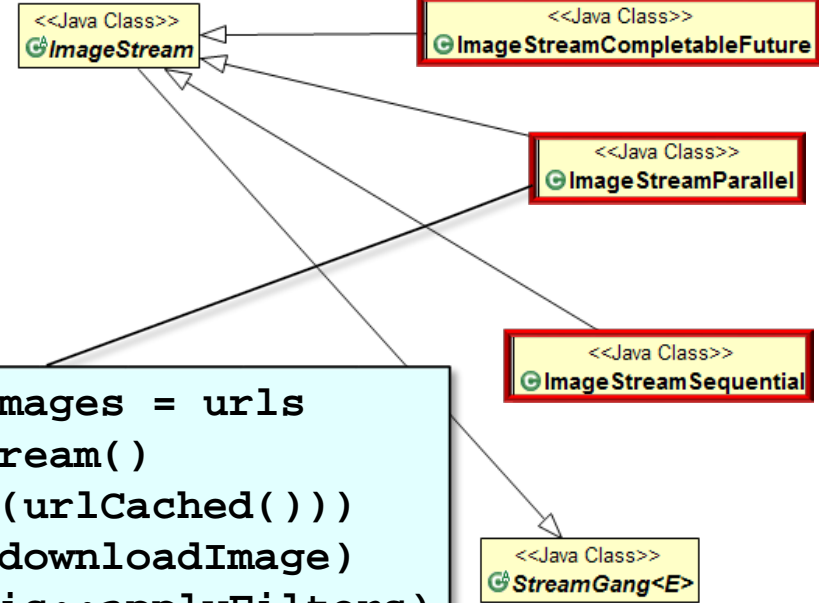 <<Java Class>>
ImageStream
<<Java Class>>
ImageStreamCompletableFuture
<<Java Class>>
ImageStreamParallel
<<Java Class>>
ImageStreamSequential
mages = urls
ream()
(urlCached()))
downloadImage)
<<Java Class>>
StreamGang<E>